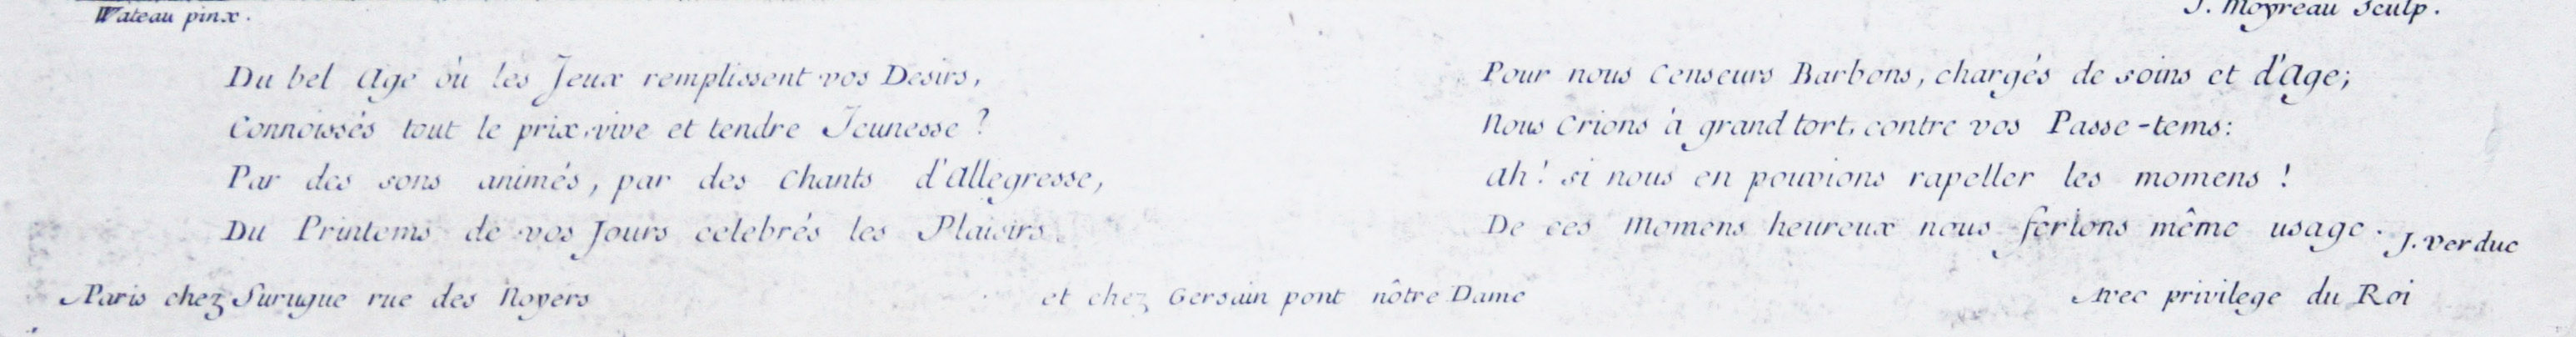 Wateau pinx.
J. Moyreau Sculp.
Du bel Age où les Jeux remplissent vos Desirs,
Connoissés tout le prix, vive et tendre Jeunesse ?
Par des sons animés, par des Chants d'Allegresse,
Du Printems de vos Jours celebrés les Plaisirs.
Pour nous Censeurs Barbons, chargés de soins et d'Age;
Nous Crions à grand tort, contre vos Passe-tems:
ah! si nous en pouvions rapeller les momens !
De ces Momens heureux nous ferions même usage.
J. Verduc
Paris chez Surugue rue des Noyers
et chez Gersain pont nôtre Dame
Avec privilege du Roi